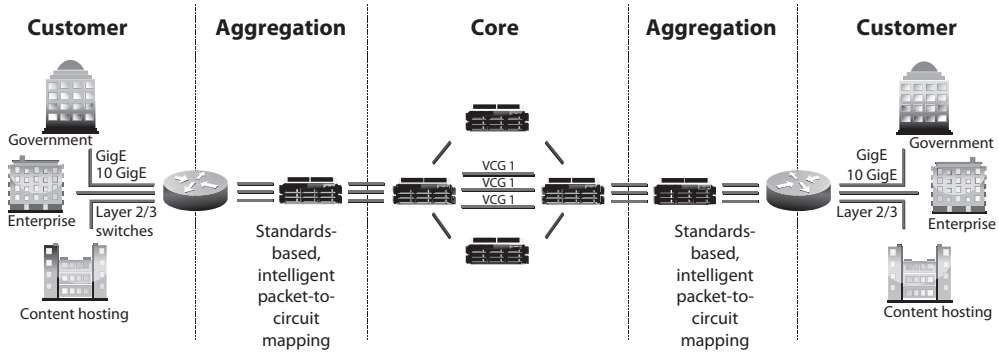 Customer
Aggregation
Core
Aggregation
Customer
Government
GigE
10 GigE
Enterprise
Layer 2/3
switches
Content hosting
Standards-
based,
intelligent
packet-to-
circuit
mapping
VCG 1
VCG 1
VCG 1
Standards-
based,
intelligent
packet-to-
circuit
mapping
Government
GigE
10 GigE
Layer 2/3
Enterprise
Content hosting